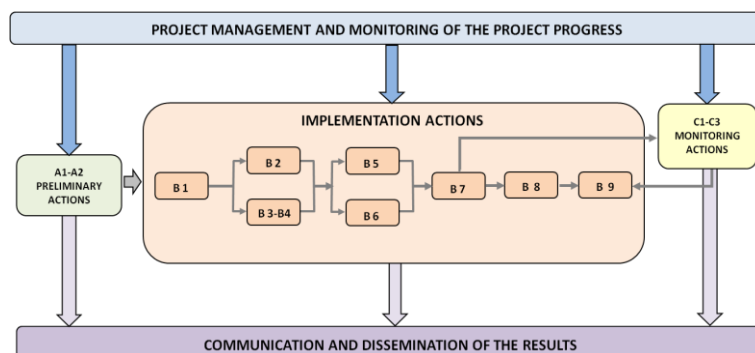 PROJECT MANAGEMENT AND MONITORING OF THE PROJECT PROGRESS
IMPLEMENTATION ACTIONS
C1-C3
MONITORING
ACTIONS
A1-A2
PRELIMINARY
ACTIONS
B 1
B 2
B 3-B4
B 5
B 6
B 7
B 8
B 9
COMMUNICATION AND DISSEMINATION OF THE RESULTS